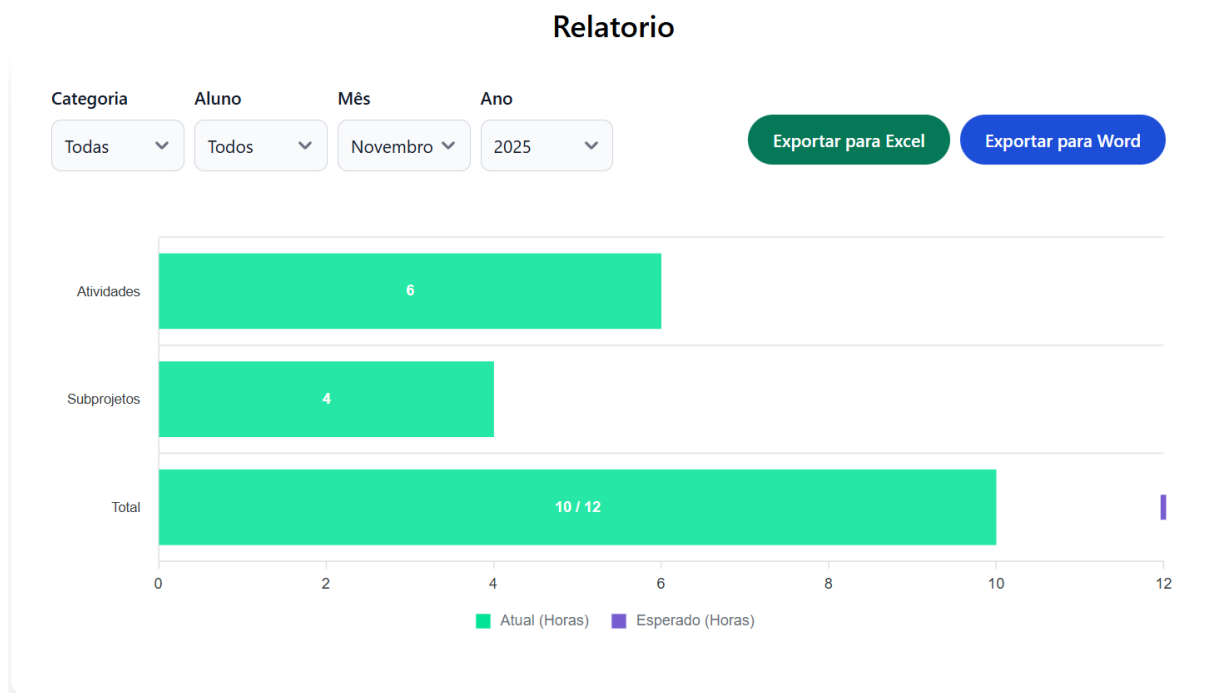 Relatorio
Categoria Aluno Mês Ano
Todas Todos Novembro 2025 Exportar para Excel Exportar para Word
Atividades 6
Subprojetos 4
Total 10 / 12
0 2 4 6 8 10 12
Atual (Horas) Esperado (Horas)